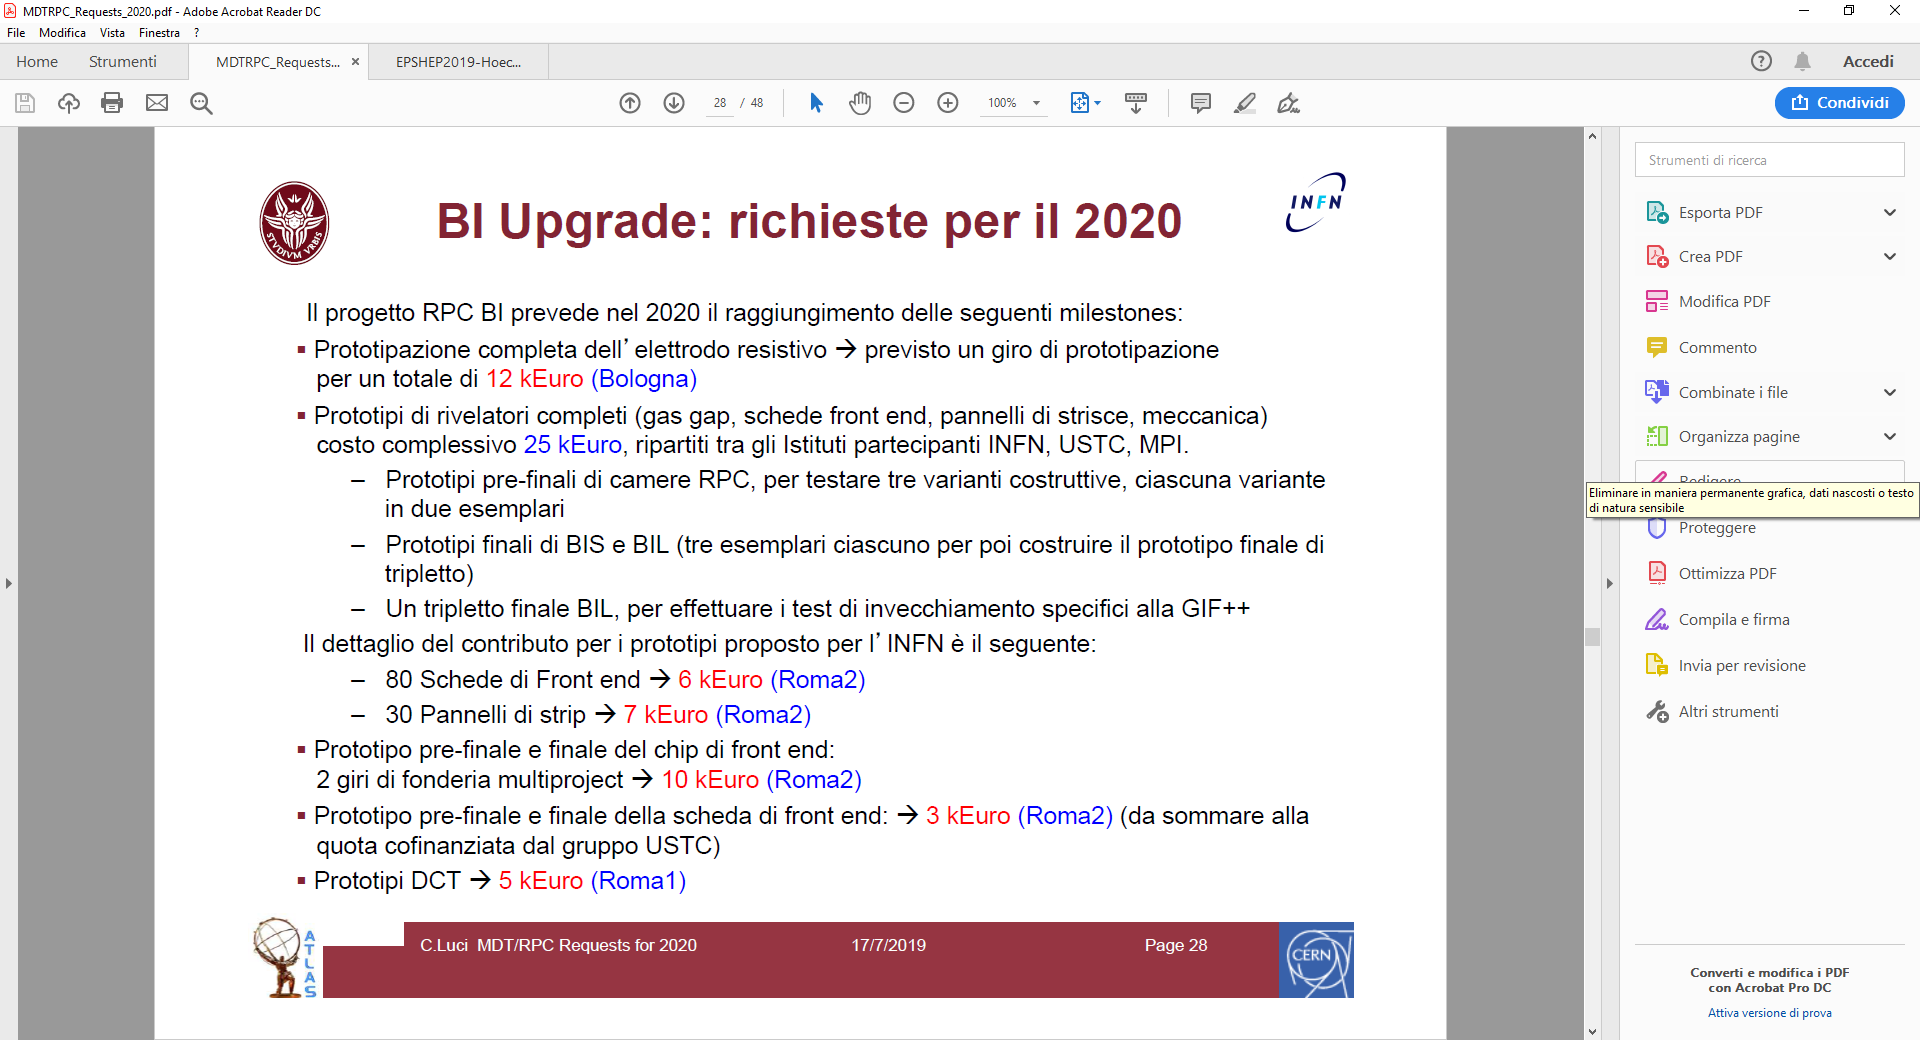 MDTRPC_Requests_2020.pdf - Adobe Acrobat Reader DC
File Modifica Vista Finestra ?
Home Strumenti MDTRPC_Requests... × EPSHEP2019-Hoec... Accedi
28 / 48 100% Condividi
Strumenti di ricerca
Esporta PDF
Crea PDF
Modifica PDF
Commento
Combinate i file
Organizza pagine
Redigere
Eliminare in maniera permanente grafica, dati nascosti o testo
di natura sensibile
Proteggere
Ottimizza PDF
Compila e firma
Invia per revisione
Altri strumenti
Converti e modifica i PDF
con Acrobat Pro DC
Attiva versione di prova
STVDIVM VRBIS
BI Upgrade: richieste per il 2020
INFN
Il progetto RPC BI prevede nel 2020 il raggiungimento delle seguenti milestones:
▪ Prototipazione completa dell’elettrodo resistivo → previsto un giro di prototipazione
per un totale di 12 kEuro (Bologna)
▪ Prototipi di rivelatori completi (gas gap, schede front end, pannelli di strisce, meccanica)
costo complessivo 25 kEuro, ripartiti tra gli Istituti partecipanti INFN, USTC, MPI.
– Prototipi pre-finali di camere RPC, per testare tre varianti costruttive, ciascuna variante
in due esemplari
– Prototipi finali di BIS e BIL (tre esemplari ciascuno per poi costruire il prototipo finale di
tripletto)
– Un tripletto finale BIL, per effettuare i test di invecchiamento specifici alla GIF++
Il dettaglio del contributo per i prototipi proposto per l’INFN è il seguente:
– 80 Schede di Front end → 6 kEuro (Roma2)
– 30 Pannelli di strip → 7 kEuro (Roma2)
▪ Prototipo pre-finale e finale del chip di front end:
2 giri di fonderia multiproject → 10 kEuro (Roma2)
▪ Prototipo pre-finale e finale della scheda di front end: → 3 kEuro (Roma2) (da sommare alla
quota cofinanziata dal gruppo USTC)
▪ Prototipi DCT → 5 kEuro (Roma1)
ATLAS
C.Luci MDT/RPC Requests for 2020 17/7/2019 Page 28
CERN